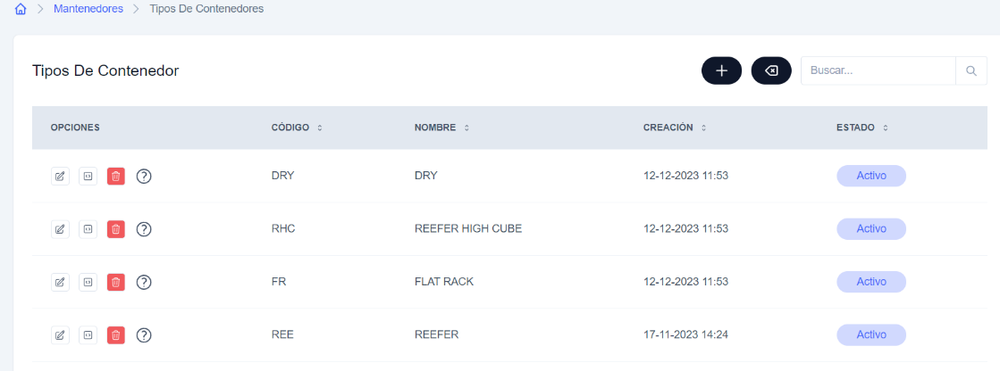 Mantenedores Tipos De Contenedores
Tipos De Contenedor Buscar...
OPCIONES CÓDIGO NOMBRE CREACIÓN ESTADO
DRY DRY 12-12-2023 11:53 Activo
RHC REEFER HIGH CUBE 12-12-2023 11:53 Activo
FR FLAT RACK 12-12-2023 11:53 Activo
REE REEFER 17-11-2023 14:24 Activo